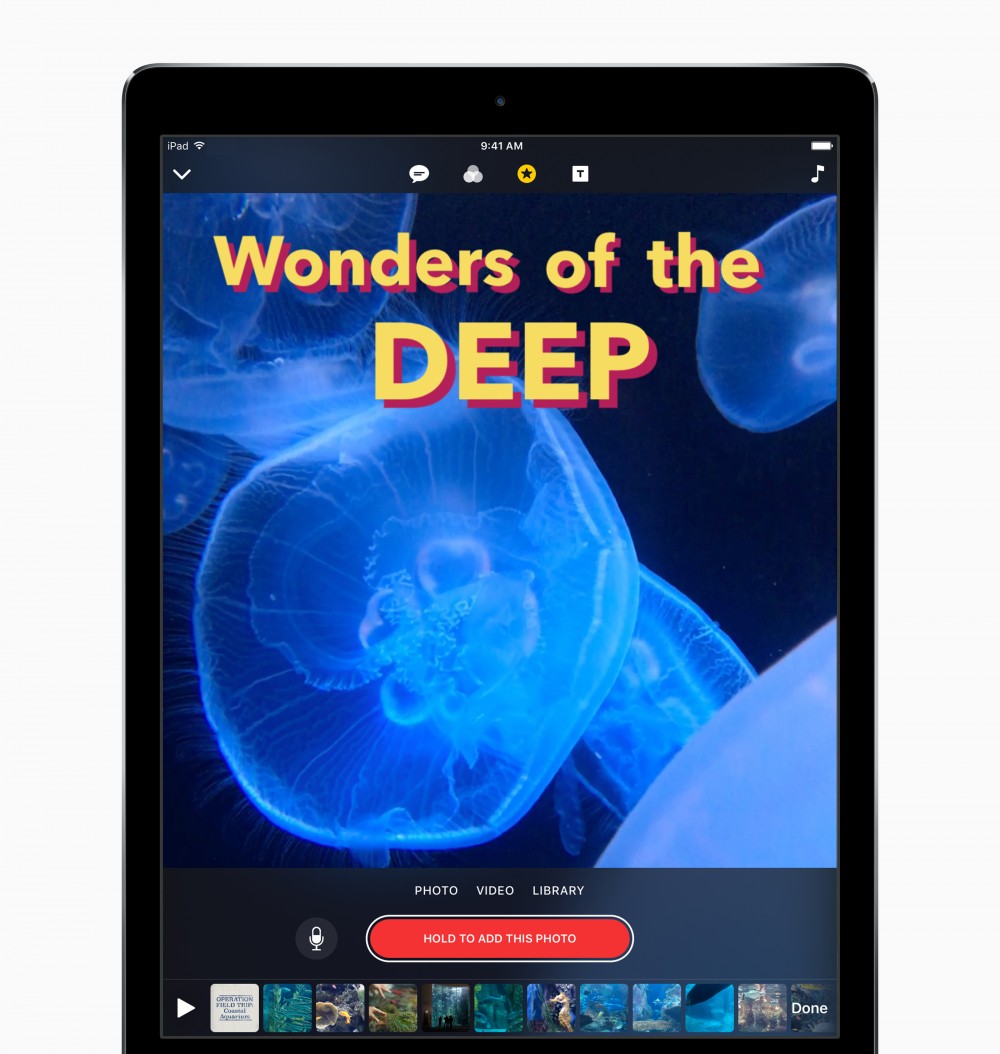 iPad 9:41 AM
T
Wonders of the
DEEP
PHOTO VIDEO LIBRARY
HOLD TO ADD THIS PHOTO
OPERATION
FIELD TRIP:
Coastal
Aquarium
Done